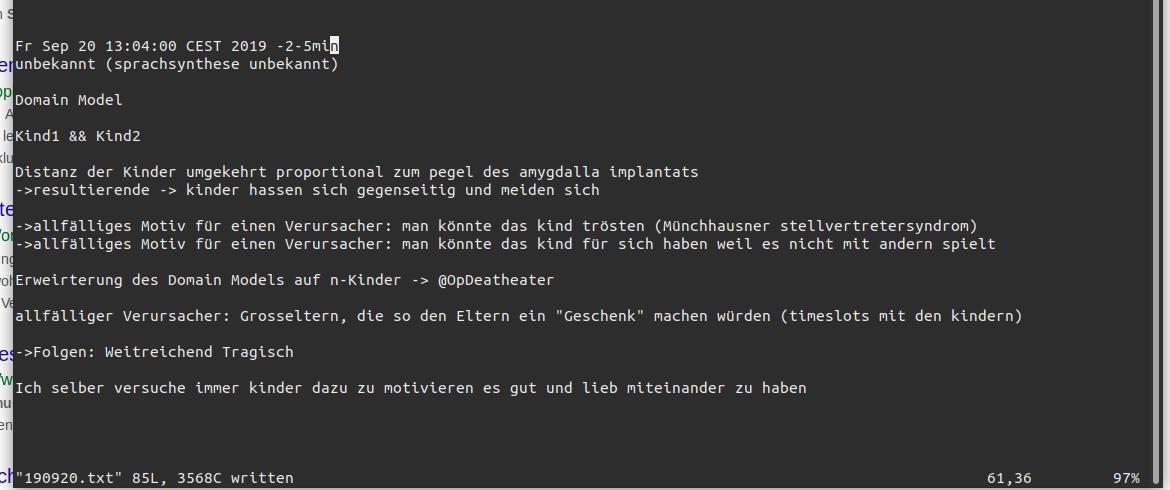 Fr Sep 20 13:04:00 CEST 2019 -2-5min
unbekannt (sprachsynthese unbekannt)
Domain Model
Kind1 && Kind2
Distanz der Kinder umgekehrt proportional zum pegel des amygdalla implantats
->resultierende -> kinder hassen sich gegenseitig und meiden sich
->allfälliges Motiv für einen Verursacher: man könnte das kind trösten (Münchhausner stellvertretersyndrom)
->allfälliges Motiv für einen Verursacher: man könnte das kind für sich haben weil es nicht mit andern spielt
Erweirterung des Domain Models auf n-Kinder -> @OpDeatheater
allfälliger Verursacher: Grosseltern, die so den Eltern ein "Geschenk" machen würden (timeslots mit den kindern)
->Folgen: Weitreichend Tragisch
Ich selber versuche immer kinder dazu zu motivieren es gut und lieb miteinander zu haben
"190920.txt" 85L, 3568C written 61,36 97%